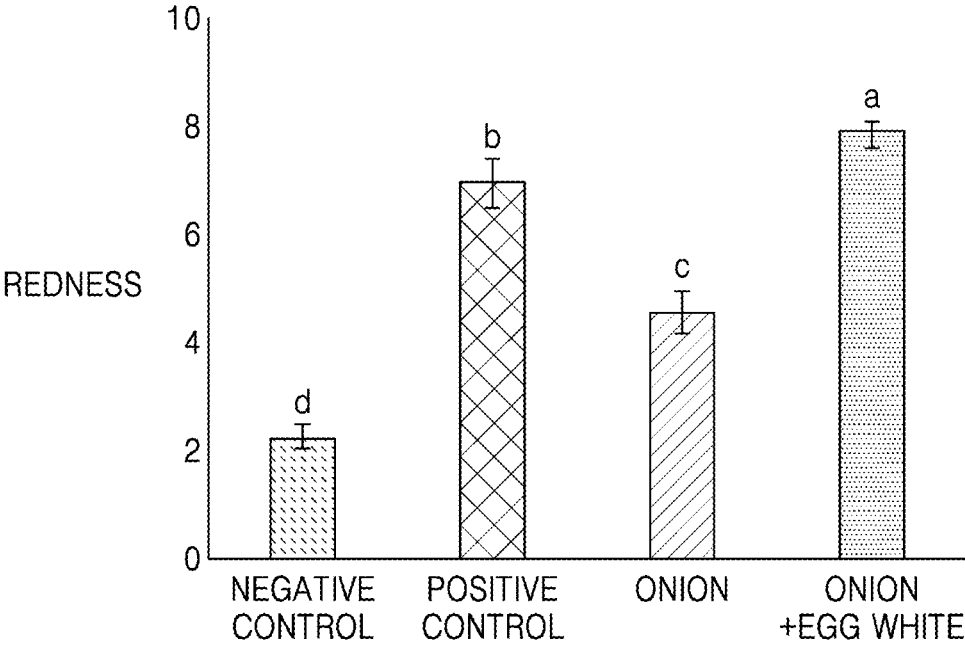 10
8
6
4
2
0
REDNESS
d
b
c
a
NEGATIVE
CONTROL
POSITIVE
CONTROL
ONION
ONION
+EGG WHITE